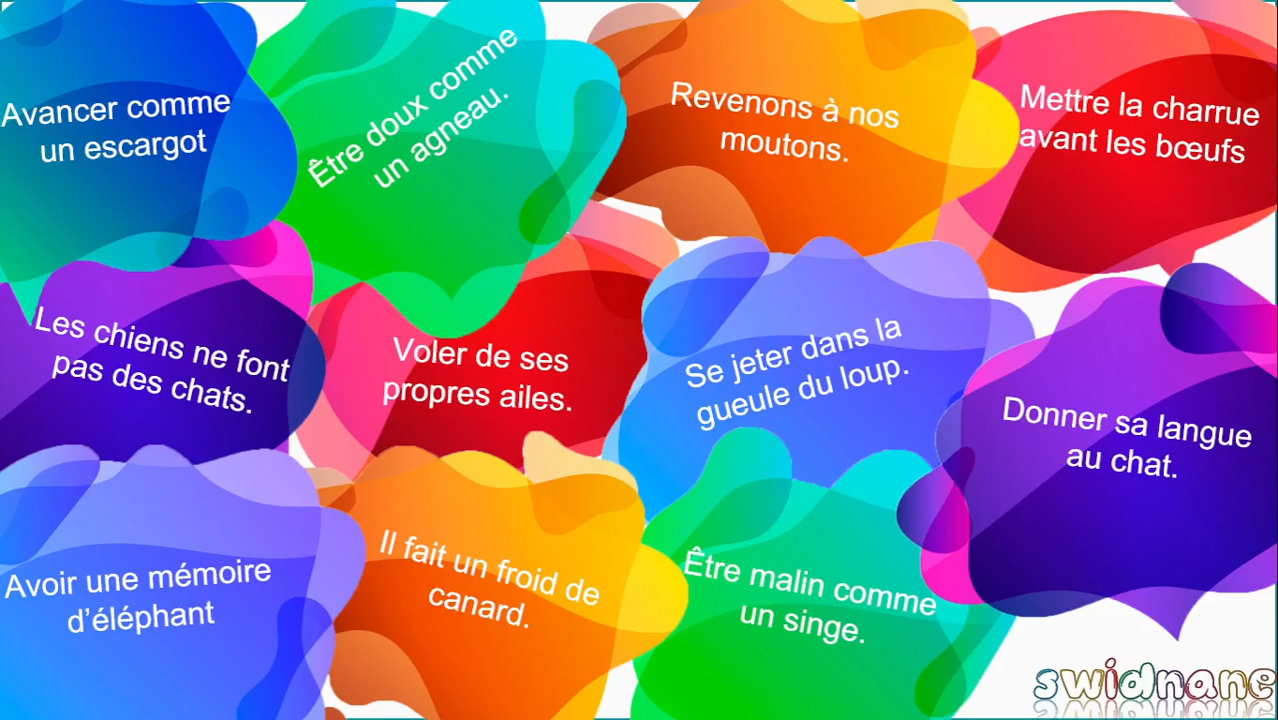 Avancer comme
un escargot
Être doux comme
un agneau.
Revenons à nos
moutons.
Mettre la charrue
avant les bœufs
Les chiens ne font
pas des chats.
Voler de ses
propres ailes.
Se jeter dans la
gueule du loup.
Donner sa langue
au chat.
Avoir une mémoire
d’éléphant
Il fait un froid de
canard.
Être malin comme
un singe.
swidnane